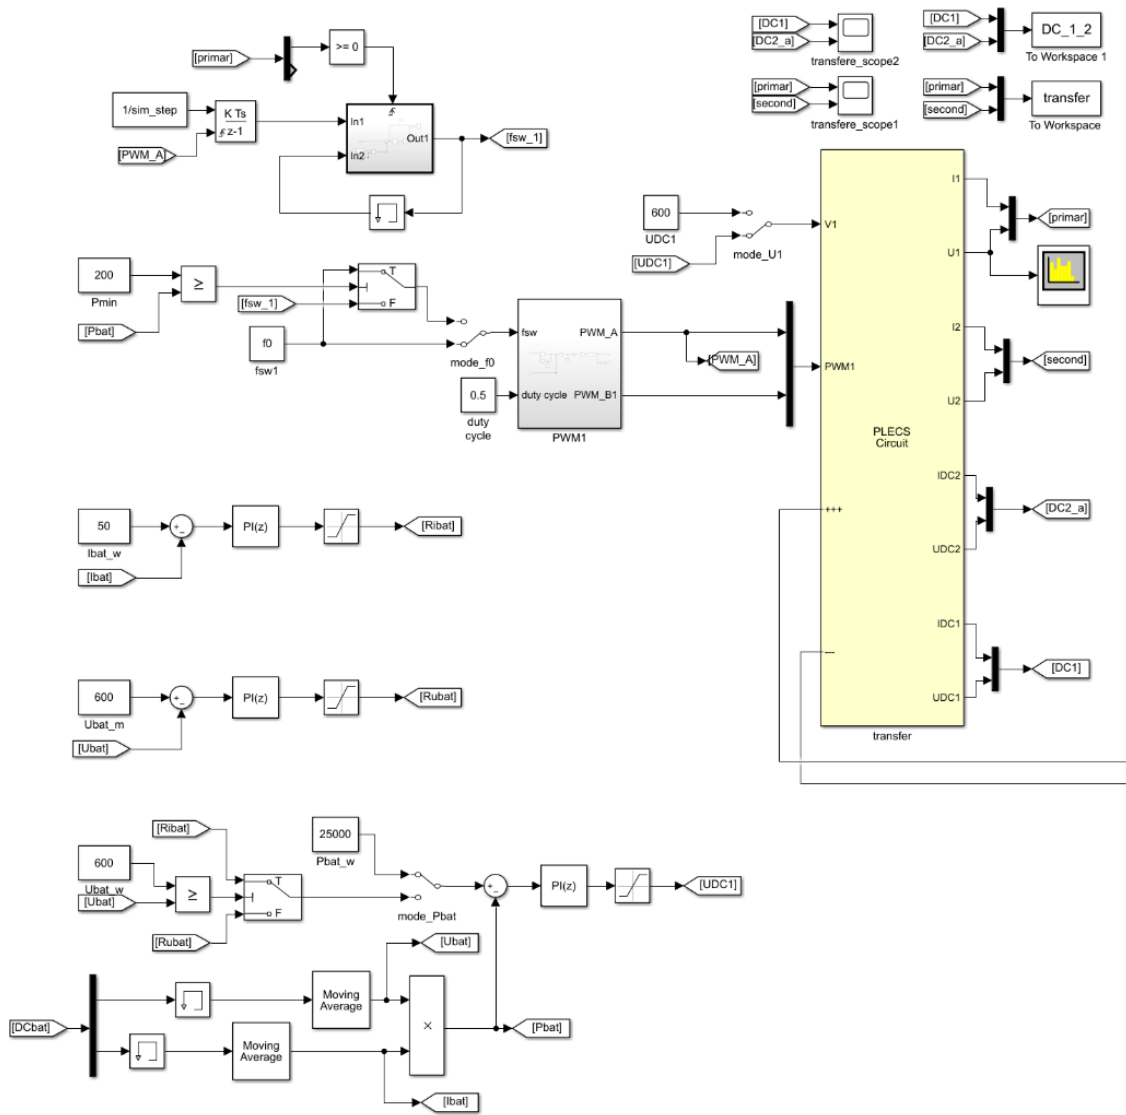 [DC1]
[DC2_a]
transfere_scope2
[DC1]
[DC2_a]
DC_1_2
To Workspace 1
[primar]
[second]
transfere_scope1
[primar]
[second]
transfer
To Workspace
[primar]
>= 0
1/sim_step
[PWM_A]
K Ts
z-1
In1
In2
Out1
[fsw_1]
600
UDC1
[UDC1]
mode_U1
200
Pmin
[Pbat]
≥
[fsw_1]
T
F
f0
fsw1
mode_f0
0.5
duty
cycle
fsw
duty cycle
PWM_A
PWM_B1
PWM1
[PWM_A]
V1
PWM1
+++
---
PLECS
Circuit
I1
U1
I2
U2
IDC2
UDC2
IDC1
UDC1
transfer
[primar]
[second]
[DC2_a]
[DC1]
50
Ibat_w
[Ibat]
+
-
PI(z)
[Ribat]
600
Ubat_m
[Ubat]
+
-
PI(z)
[Rubat]
[Ribat]
600
Ubat_w
[Ubat]
≥
T
F
[Rubat]
25000
Pbat_w
mode_Pbat
+
-
PI(z)
[UDC1]
[Ubat]
[DCbat]
Moving
Average
Moving
Average
×
[Pbat]
[Ibat]